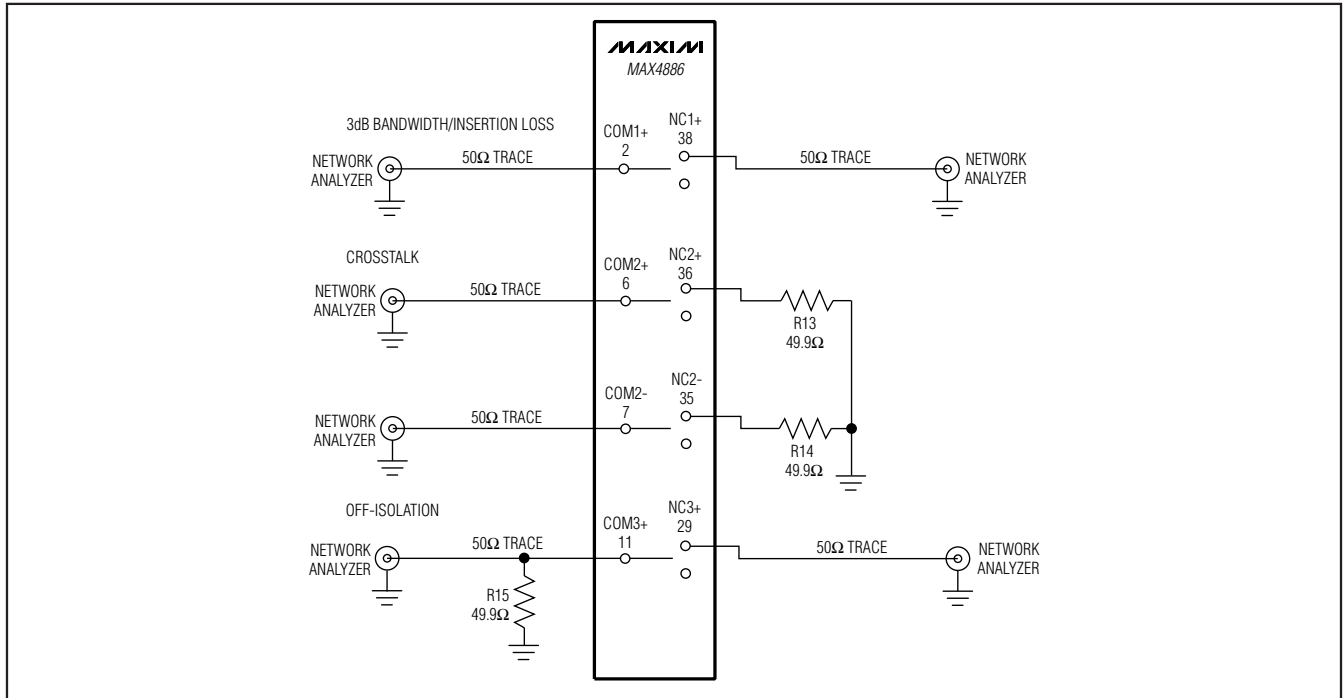 MAXIM
MAX4886
3dB BANDWIDTH/INSERTION LOSS
NETWORK
ANALYZER
50Ω TRACE
COM1+
2
NC1+
38
50Ω TRACE
NETWORK
ANALYZER
CROSSTALK
NETWORK
ANALYZER
50Ω TRACE
COM2+
6
NC2+
36
R13
49.9Ω
NETWORK
ANALYZER
50Ω TRACE
COM2-
7
NC2-
35
R14
49.9Ω
OFF-ISOLATION
NETWORK
ANALYZER
50Ω TRACE
R15
49.9Ω
COM3+
11
NC3+
29
50Ω TRACE
NETWORK
ANALYZER